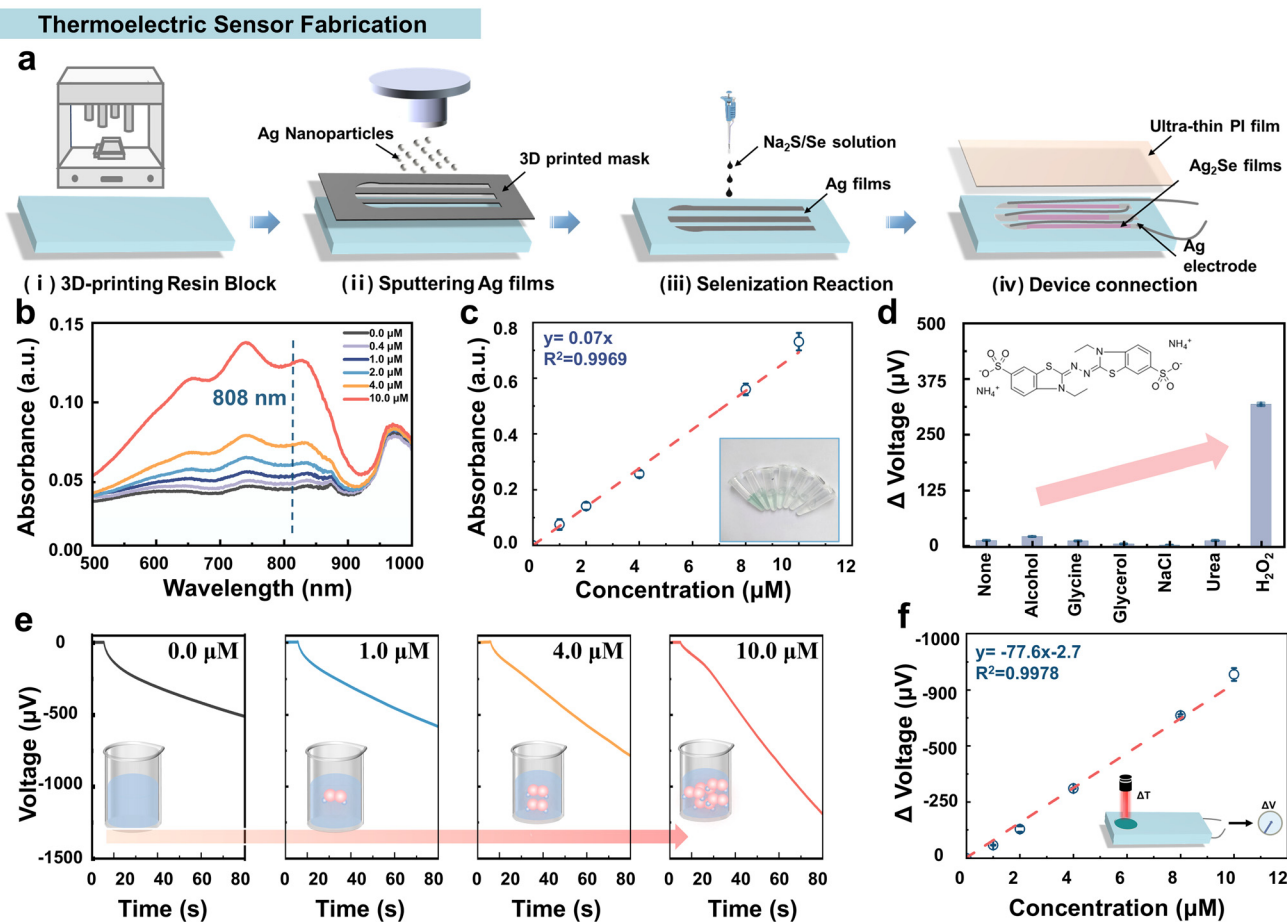 Thermoelectric Sensor Fabrication
a
Ag Nanoparticles
3D printed mask
Na₂S/Se solution
Ag films
Ultra-thin PI film
Ag₂Se films
Ag
electrode
(i) 3D-printing Resin Block
(ii) Sputtering Ag films
(iii) Selenization Reaction
(iv) Device connection
b
Absorbance (a.u.)
0.15
0.10
0.05
0.00
808 nm
0.0 μM
0.4 μM
1.0 μM
2.0 μM
4.0 μM
10.0 μM
500 600 700 800 900 1000
Wavelength (nm)
c
Absorbance (a.u.)
0.8
0.6
0.4
0.2
0.0
y= 0.07x
R²=0.9969
0 2 4 6 8 10 12
Concentration (μM)
d
Δ Voltage (μV)
500
375
250
125
0
NH₄⁺
NH₄⁺
O
S
O
⁻O
S
N
N
N
S
N
O
S
O
O⁻
None
Alcohol
Glycine
Glycerol
NaCl
Urea
H₂O₂
e
Voltage (μV)
0
-500
-1000
-1500
0.0 μM
1.0 μM
4.0 μM
10.0 μM
0 20 40 60 80
0 20 40 60 80
0 20 40 60 80
0 20 40 60 80
Time (s)
Time (s)
Time (s)
Time (s)
f
Δ Voltage (μV)
-1000
-900
-500
-250
0
y= -77.6x-2.7
R²=0.9978
ΔT
ΔV
0 2 4 6 8 10 12
Concentration (μM)